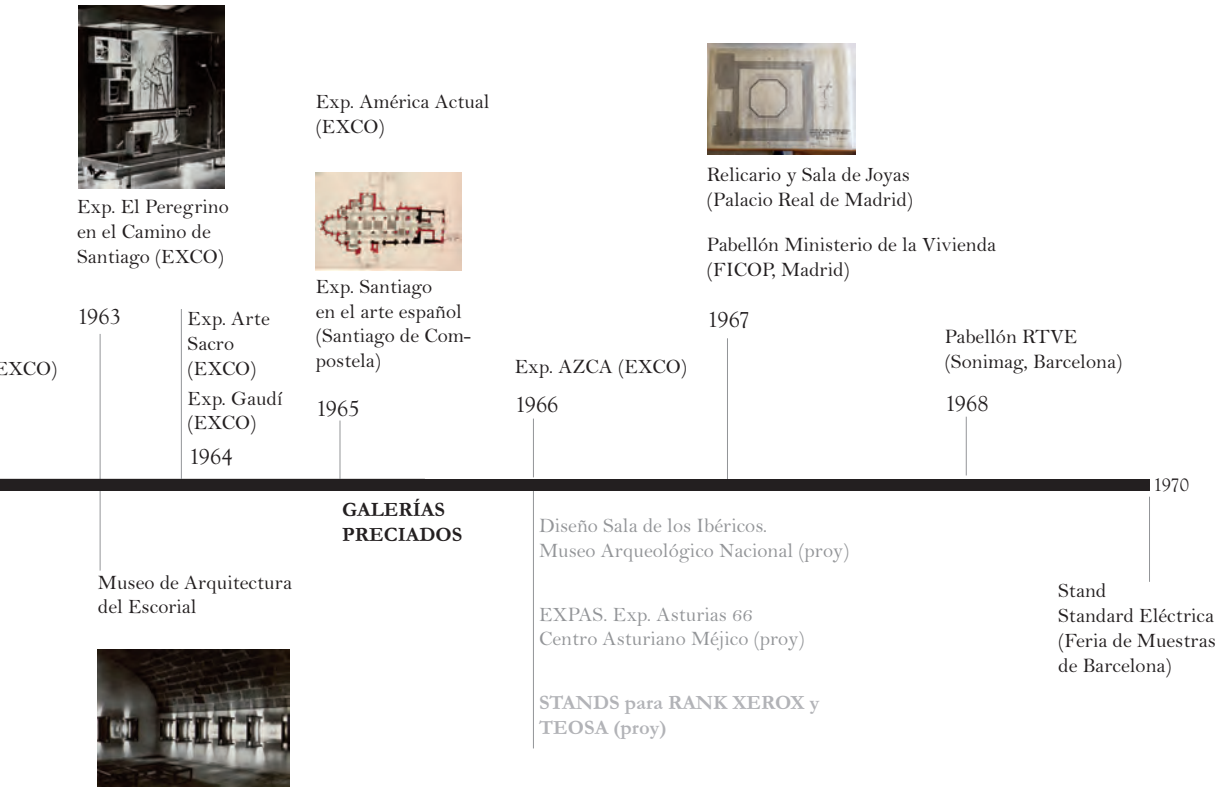 Exp. El Peregrino
en el Camino de
Santiago (EXCO)
1963
EXCO)
Exp. Arte
Sacro
(EXCO)
Exp. Gaudí
(EXCO)
1964
Exp. América Actual
(EXCO)
Exp. Santiago
en el arte español
(Santiago de Com-
postela)
1965
Exp. AZCA (EXCO)
1966
Relicario y Sala de Joyas
(Palacio Real de Madrid)
Pabellón Ministerio de la Vivienda
(FICOP, Madrid)
1967
Pabellón RTVE
(Sonimag, Barcelona)
1968
1970
Museo de Arquitectura
del Escorial
GALERÍAS
PRECIADOS
Diseño Sala de los Ibéricos.
Museo Arqueológico Nacional (proy)
EXPAS. Exp. Asturias 66
Centro Asturiano Méjico (proy)
STANDS para RANK XEROX y
TEOSA (proy)
Stand
Standard Eléctrica
(Feria de Muestras
de Barcelona)